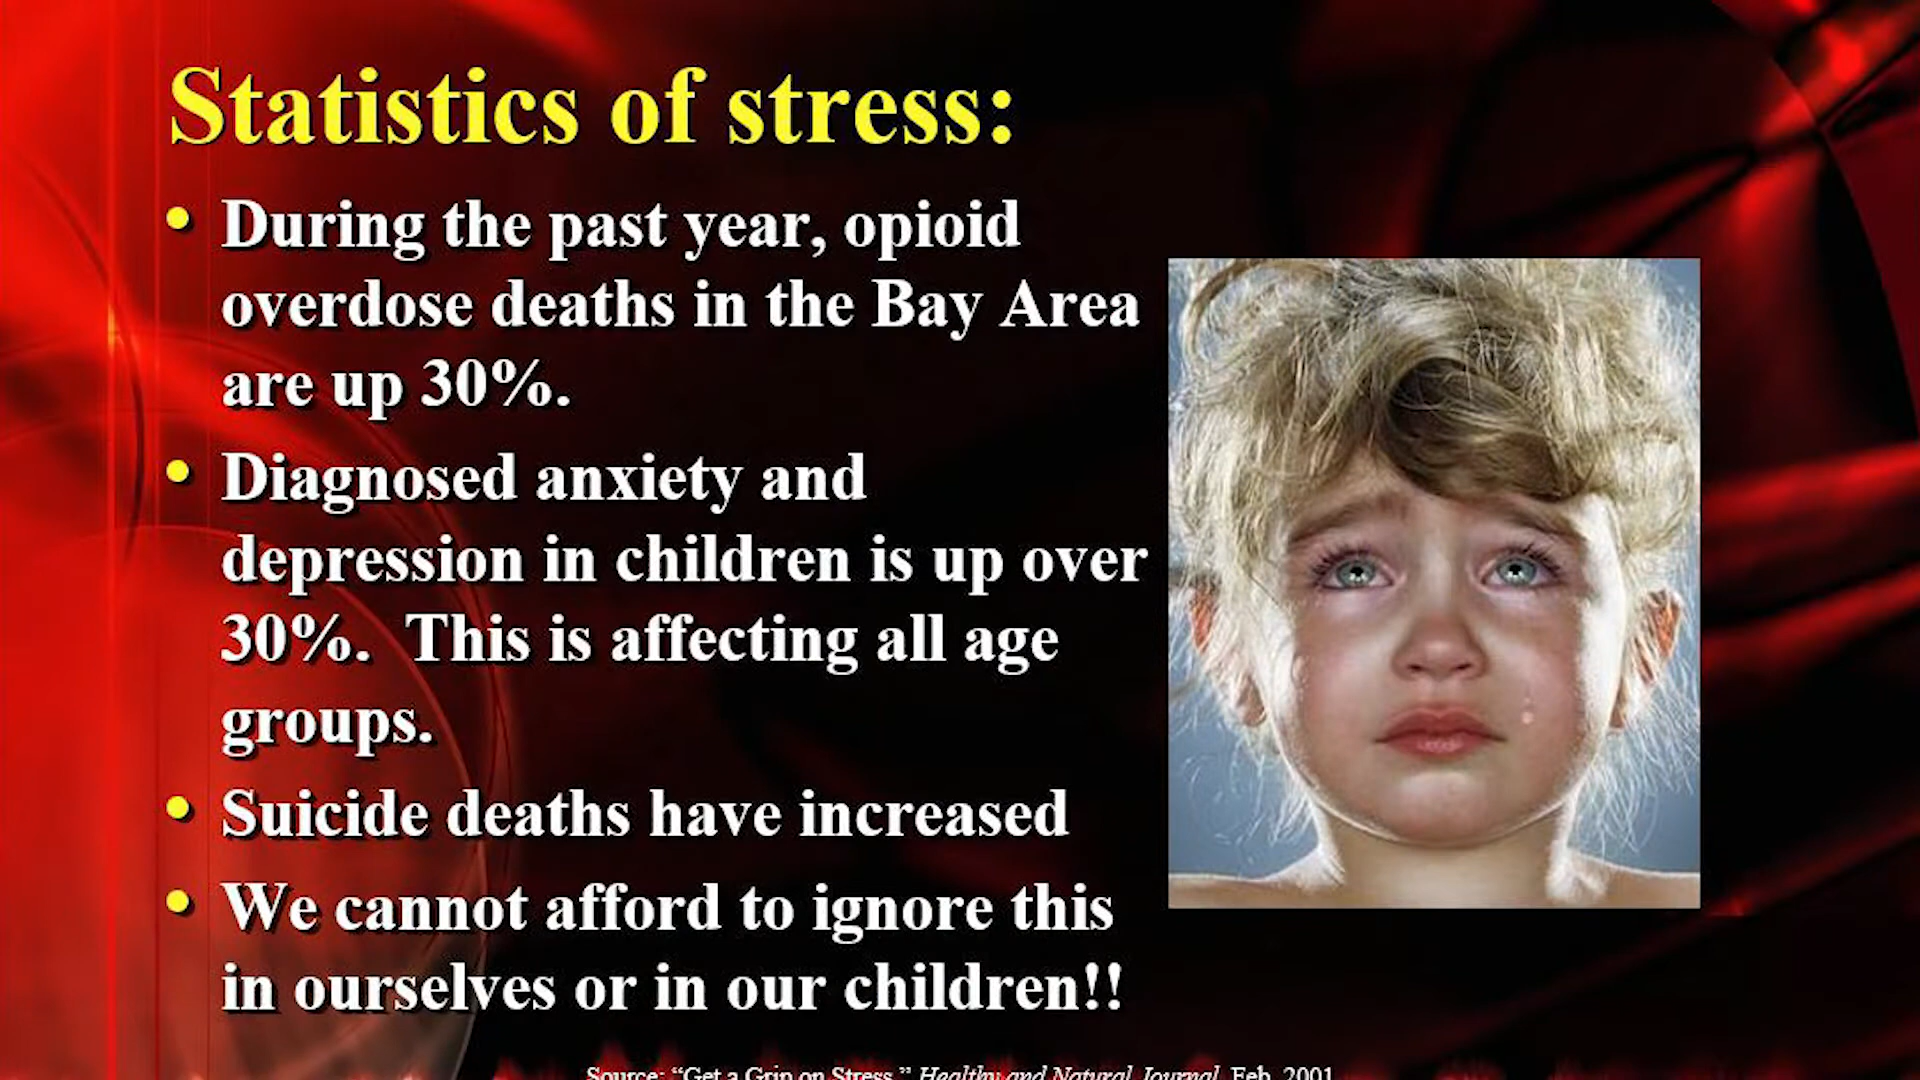 Statistics of stress:
• During the past year, opioid
overdose deaths in the Bay Area
are up 30%.
• Diagnosed anxiety and
depression in children is up over
30%.  This is affecting all age
groups.
• Suicide deaths have increased
• We cannot afford to ignore this
in ourselves or in our children!!
Source: “Get a Grip on Stress,” Healthy and Natural Journal, Feb. 2001